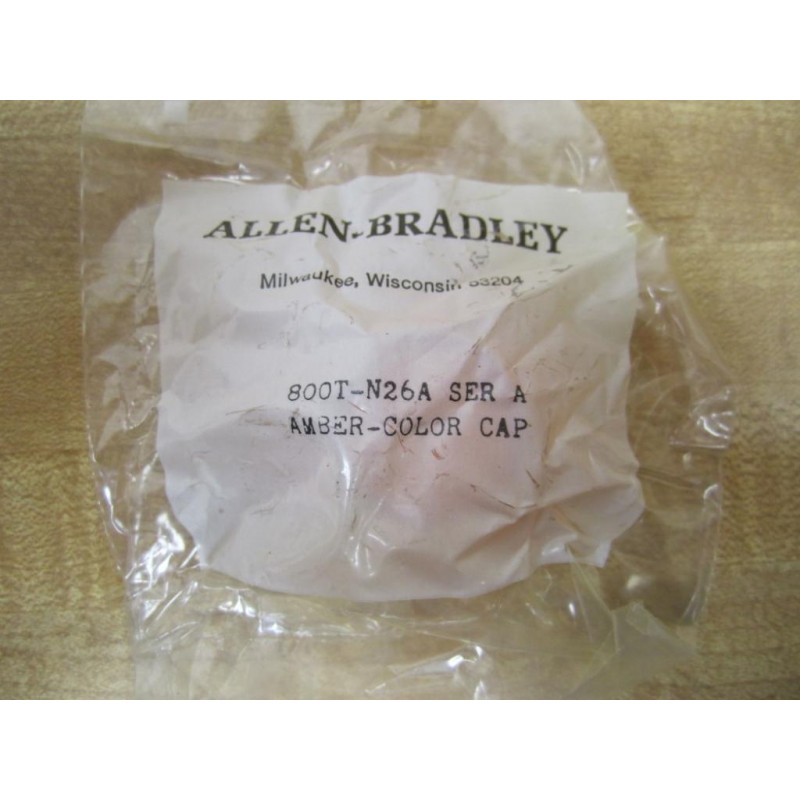 ALLEN-BRADLEY
Milwaukee, Wisconsin 53204
800T-N26A SER A
AMBER-COLOR CAP